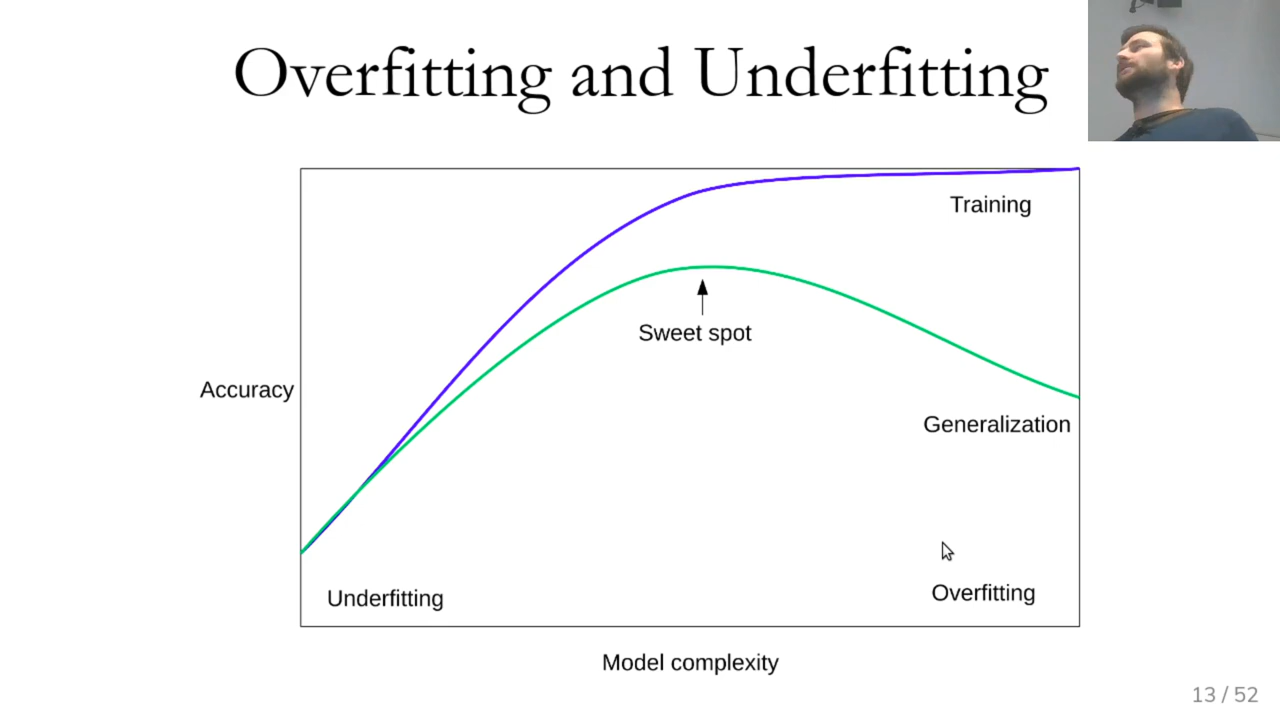 Overfitting and Underfitting
Training
Sweet spot
Accuracy
Generalization
Underfitting
Overfitting
Model complexity
13 / 52